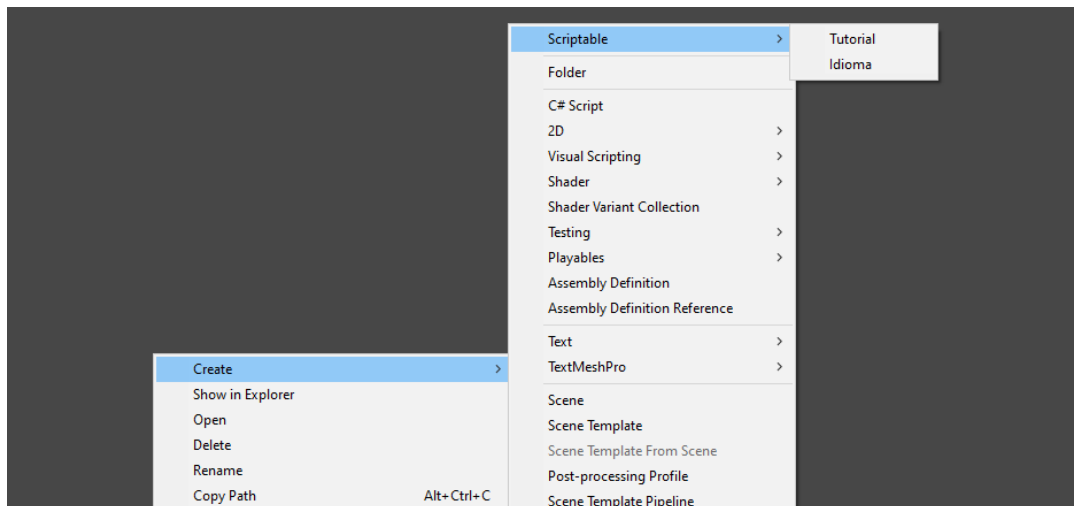 Scriptable
Tutorial
Idioma
Folder
C# Script
2D
Visual Scripting
Shader
Shader Variant Collection
Testing
Playables
Assembly Definition
Assembly Definition Reference
Text
TextMeshPro
Scene
Scene Template
Scene Template From Scene
Post-processing Profile
Scene Template Pipeline
Create
Show in Explorer
Open
Delete
Rename
Copy Path Alt+Ctrl+C